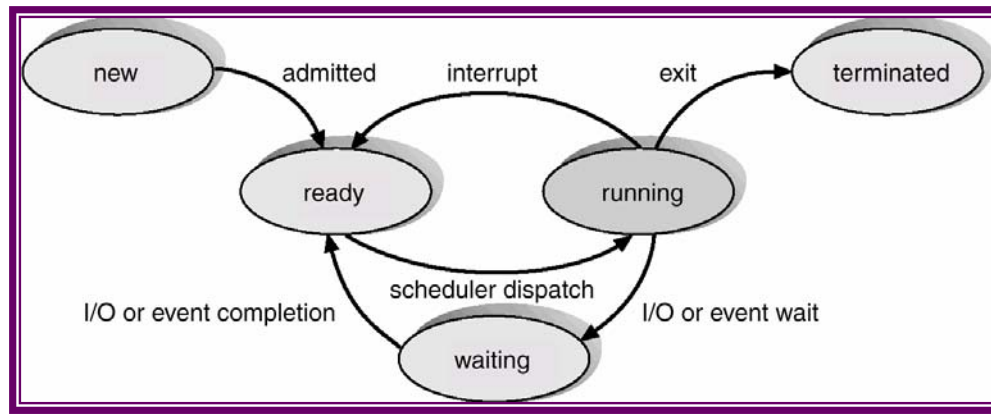 new
admitted
interrupt
exit
terminated
ready
running
scheduler dispatch
I/O or event completion
I/O or event wait
waiting